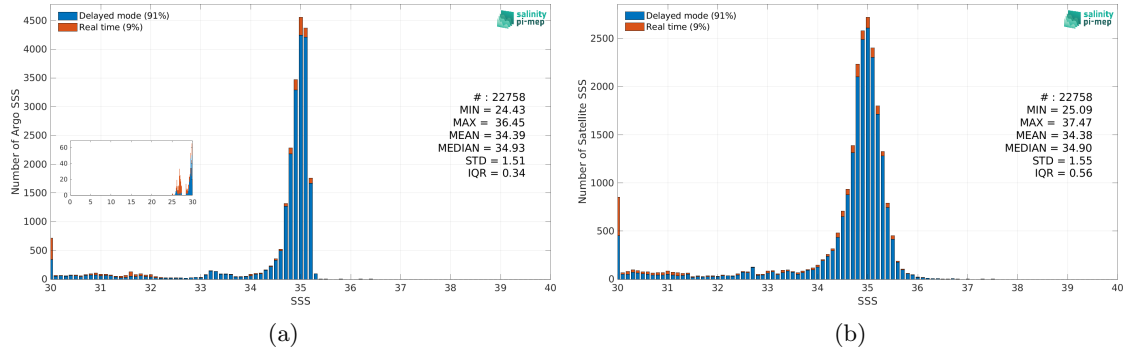 Delayed mode (91%)
Real time (9%)
salinity
pi-mep
4500
4000
3500
3000
2500
2000
1500
1000
500
0
Number of Argo SSS
# : 22758
MIN = 24.43
MAX = 36.45
MEAN = 34.39
MEDIAN = 34.93
STD = 1.51
IQR = 0.34
60
40
20
0
0 5 10 15 20 25 30
30 31 32 33 34 35 36 37 38 39 40
SSS
(a)
Delayed mode (91%)
Real time (9%)
salinity
pi-mep
2500
2000
1500
1000
500
0
Number of Satellite SSS
# : 22758
MIN = 25.09
MAX = 37.47
MEAN = 34.38
MEDIAN = 34.90
STD = 1.55
IQR = 0.56
30 31 32 33 34 35 36 37 38 39 40
SSS
(b)